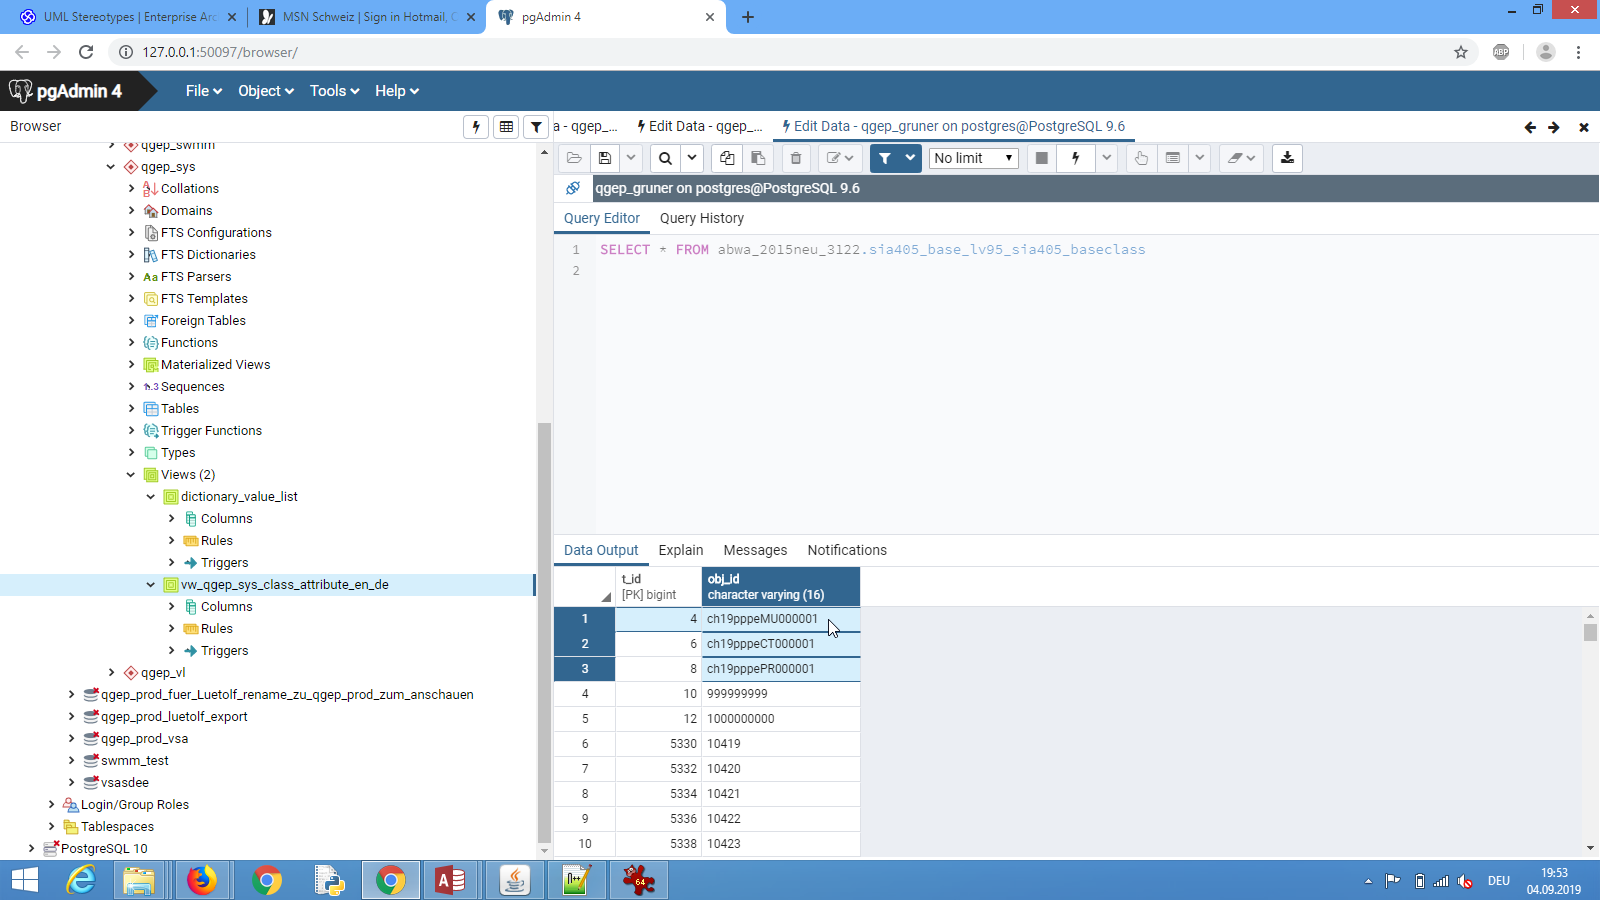 UML Stereotypes | Enterprise Arc
MSN Schweiz | Sign in Hotmail, O
pgAdmin 4
127.0.0.1:50097/browser/
ABP
pgAdmin 4
File
Object
Tools
Help
Browser
a - qgep_...
Edit Data - qgep_...
Edit Data - qgep_gruner on postgres@PostgreSQL 9.6
No limit
qgep_gruner on postgres@PostgreSQL 9.6
Query Editor
Query History
1 SELECT * FROM abwa_2015neu_3122.sia405_base_lv95_sia405_baseclass
2
qgep_swmm
qgep_sys
Collations
Domains
FTS Configurations
FTS Dictionaries
FTS Parsers
FTS Templates
Foreign Tables
Functions
Materialized Views
Sequences
Tables
Trigger Functions
Types
Views (2)
dictionary_value_list
Columns
Rules
Triggers
vw_qgep_sys_class_attribute_en_de
Columns
Rules
Triggers
qgep_vl
qgep_prod_fuer_Luetolf_rename_zu_qgep_prod_zum_anschauen
qgep_prod_luetolf_export
qgep_prod_vsa
swmm_test
vsasdee
Login/Group Roles
Tablespaces
PostgreSQL 10
Data Output
Explain
Messages
Notifications
t_id obj_id
[PK] bigint character varying (16)
1 4 ch19pppeMU000001
2 6 ch19pppeCT000001
3 8 ch19pppePR000001
4 10 999999999
5 12 1000000000
6 5330 10419
7 5332 10420
8 5334 10421
9 5336 10422
10 5338 10423
64
DEU
19:53
04.09.2019